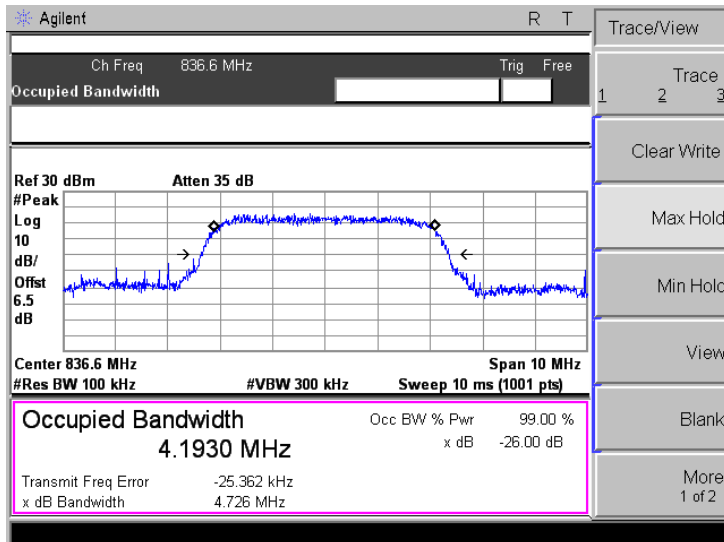 Agilent R T
Ch Freq 836.6 MHz Trig Free
Occupied Bandwidth
Ref 30 dBm Atten 35 dB
#Peak
Log
10
dB/
Offst
6.5
dB
Center 836.6 MHz Span 10 MHz
#Res BW 100 kHz #VBW 300 kHz Sweep 10 ms (1001 pts)
Occupied Bandwidth Occ BW % Pwr 99.00 %
4.1930 MHz x dB -26.00 dB
Transmit Freq Error -25.362 kHz
x dB Bandwidth 4.726 MHz
Trace/View
Trace
1 2 3
Clear Write
Max Hold
Min Hold
View
Blank
More
1 of 2